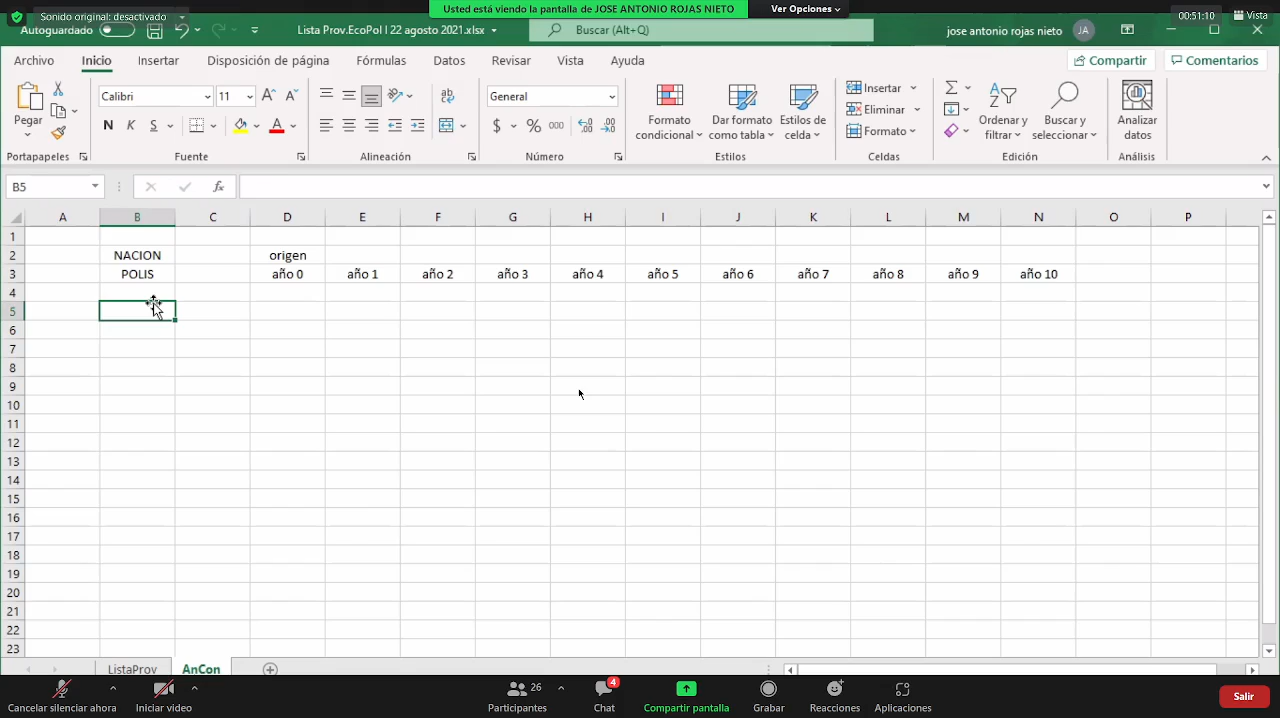 Sonido original: desactivado
Usted está viendo la pantalla de JOSE ANTONIO ROJAS NIETO
Ver Opciones
00:51:10
Vista
Autoguardado
Lista Prov.EcoPol I 22 agosto 2021.xlsx
Buscar (Alt+Q)
jose antonio rojas nieto
JA
Archivo Inicio Insertar Disposición de página Fórmulas Datos Revisar Vista Ayuda
Compartir
Comentarios
Pegar
Portapapeles
Calibri
11
N K S
Fuente
Alineación
General
$ % 000
Número
Formato condicional
Dar formato como tabla
Estilos de celda
Estilos
Insertar
Eliminar
Formato
Celdas
Ordenar y filtrar
Buscar y seleccionar
Edición
Analizar datos
Análisis
B5
fx
A B C D E F G H I J K L M N O P
1
2 NACION origen
3 POLIS año 0 año 1 año 2 año 3 año 4 año 5 año 6 año 7 año 8 año 9 año 10
4
5
6
7
8
9
10
11
12
13
14
15
16
17
18
19
20
21
22
23
ListaProv AnCon
Cancelar silenciar ahora
Iniciar video
26
Participantes
4
Chat
Compartir pantalla
Grabar
Reacciones
Aplicaciones
Salir